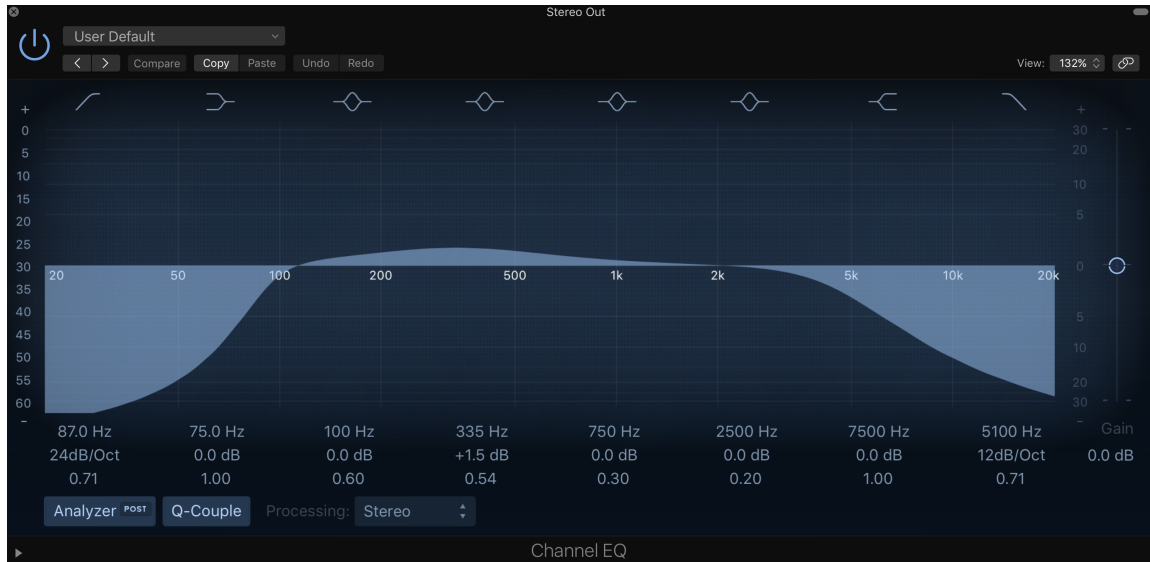 Stereo Out
User Default
Compare Copy Paste Undo Redo View: 132%
+ +
0 30
5 20
10 10
15
20 5
25
30 20 50 100 200 500 1k 2k 5k 10k 20k 0
35
40 5
45
50 10
55 20
60 30
- -
87.0 Hz 75.0 Hz 100 Hz 335 Hz 750 Hz 2500 Hz 7500 Hz 5100 Hz Gain
24dB/Oct 0.0 dB 0.0 dB +1.5 dB 0.0 dB 0.0 dB 0.0 dB 12dB/Oct 0.0 dB
0.71 1.00 0.60 0.54 0.30 0.20 1.00 0.71
Analyzer POST Q-Couple Processing: Stereo
Channel EQ